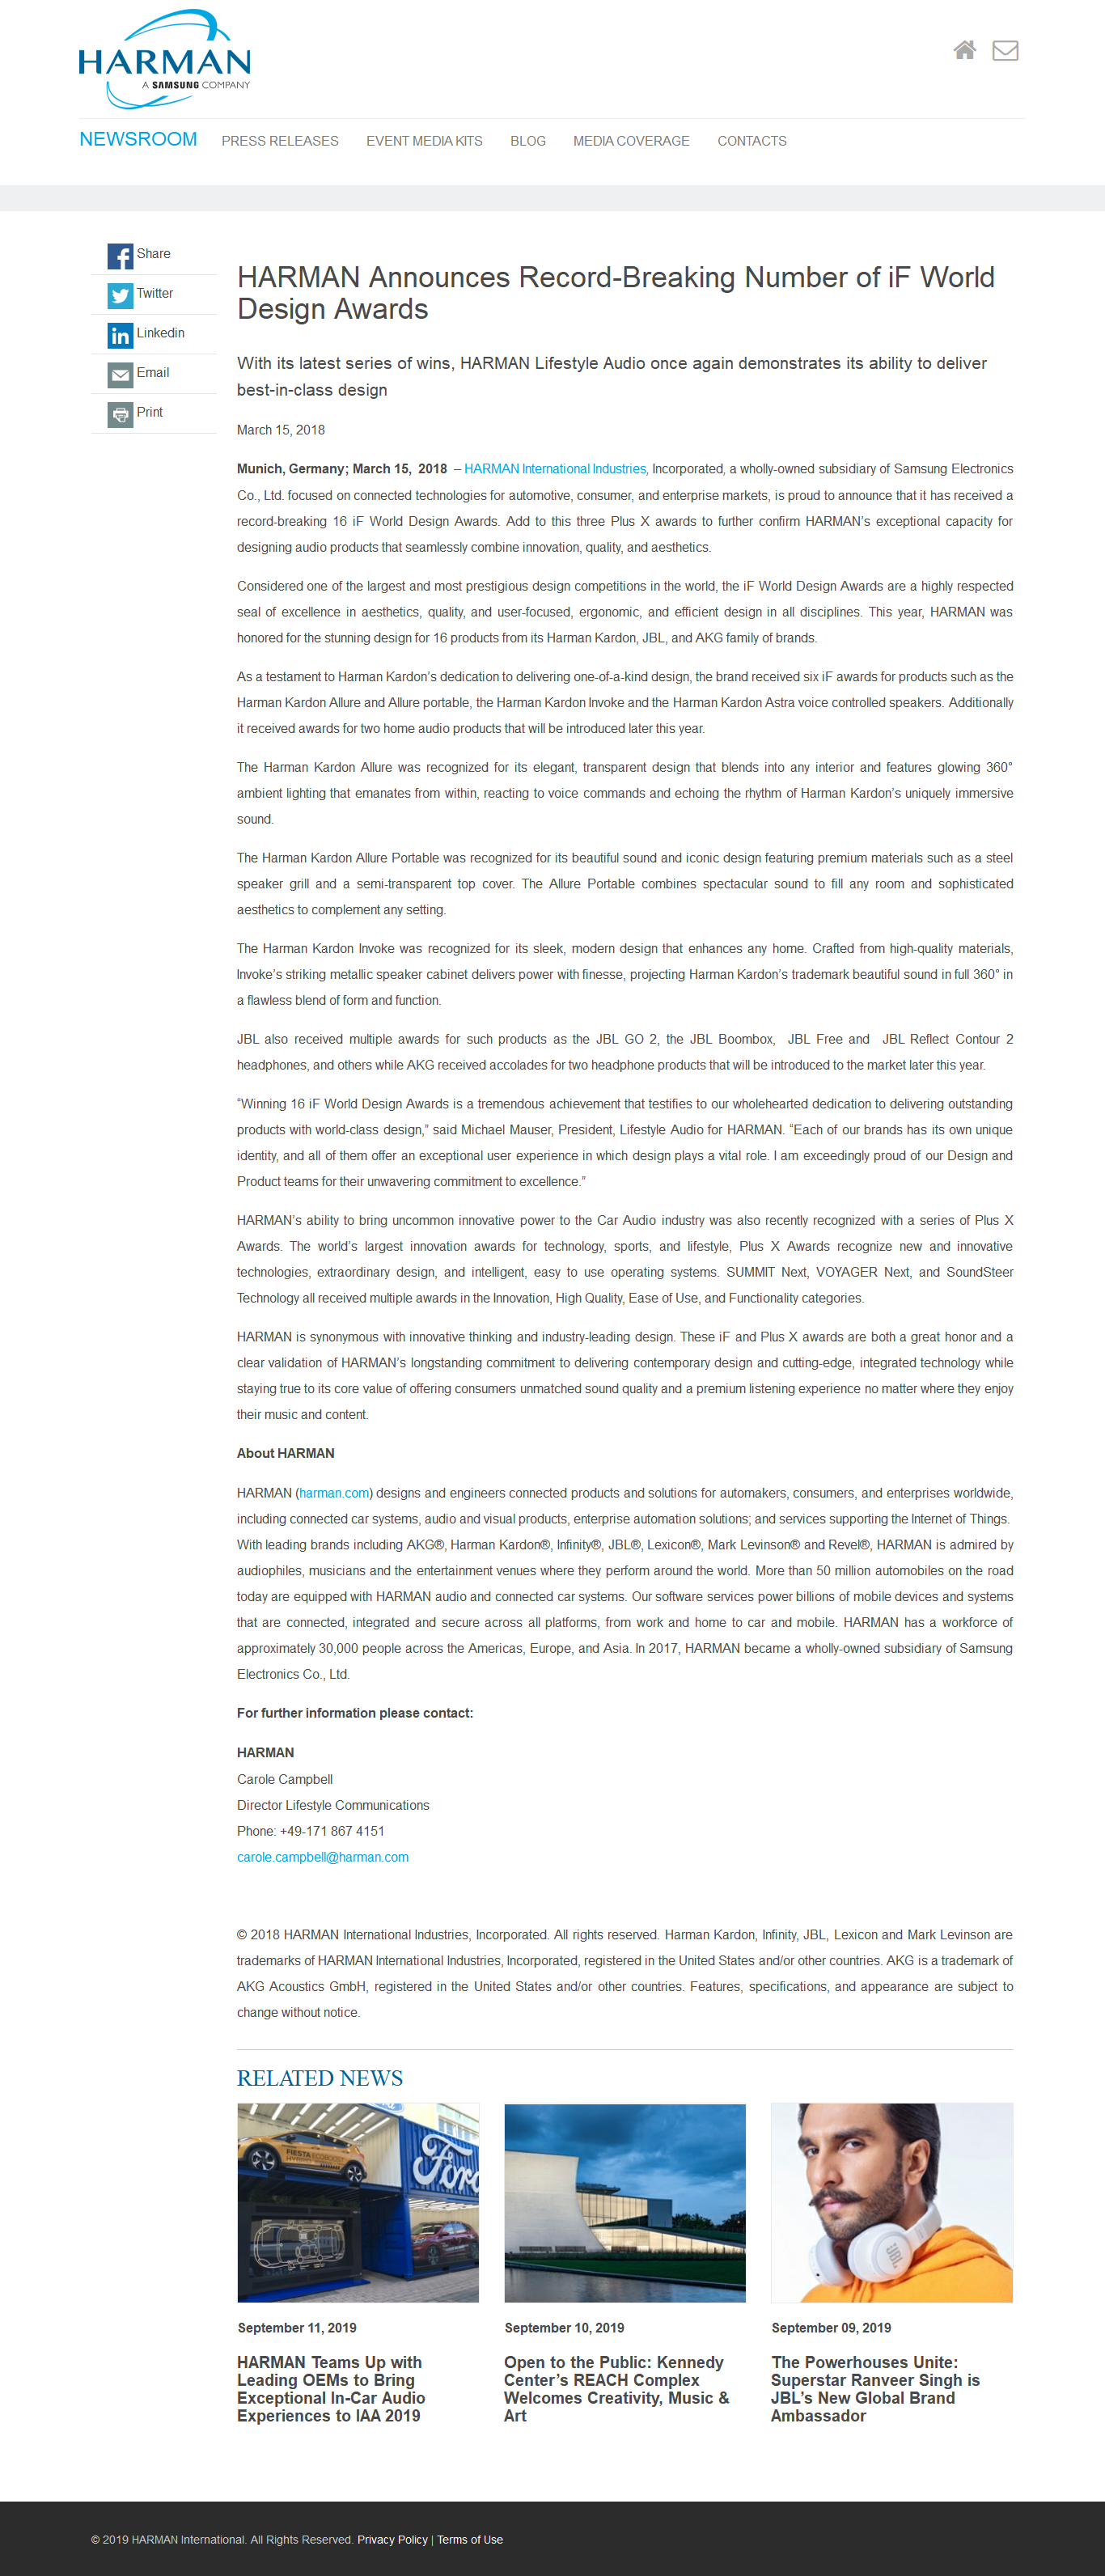 HARMAN
A SAMSUNG COMPANY
NEWSROOM PRESS RELEASES EVENT MEDIA KITS BLOG MEDIA COVERAGE CONTACTS
Share
Twitter
Linkedin
Email
Print
HARMAN Announces Record-Breaking Number of iF World
Design Awards
With its latest series of wins, HARMAN Lifestyle Audio once again demonstrates its ability to deliver
best-in-class design
March 15, 2018
Munich, Germany; March 15, 2018 – HARMAN International Industries, Incorporated, a wholly-owned subsidiary of Samsung Electronics
Co., Ltd. focused on connected technologies for automotive, consumer, and enterprise markets, is proud to announce that it has received a
record-breaking 16 iF World Design Awards. Add to this three Plus X awards to further confirm HARMAN’s exceptional capacity for
designing audio products that seamlessly combine innovation, quality, and aesthetics.
Considered one of the largest and most prestigious design competitions in the world, the iF World Design Awards are a highly respected
seal of excellence in aesthetics, quality, and user-focused, ergonomic, and efficient design in all disciplines. This year, HARMAN was
honored for the stunning design for 16 products from its Harman Kardon, JBL, and AKG family of brands.
As a testament to Harman Kardon’s dedication to delivering one-of-a-kind design, the brand received six iF awards for products such as the
Harman Kardon Allure and Allure portable, the Harman Kardon Invoke and the Harman Kardon Astra voice controlled speakers. Additionally
it received awards for two home audio products that will be introduced later this year.
The Harman Kardon Allure was recognized for its elegant, transparent design that blends into any interior and features glowing 360°
ambient lighting that emanates from within, reacting to voice commands and echoing the rhythm of Harman Kardon’s uniquely immersive
sound.
The Harman Kardon Allure Portable was recognized for its beautiful sound and iconic design featuring premium materials such as a steel
speaker grill and a semi-transparent top cover. The Allure Portable combines spectacular sound to fill any room and sophisticated
aesthetics to complement any setting.
The Harman Kardon Invoke was recognized for its sleek, modern design that enhances any home. Crafted from high-quality materials,
Invoke’s striking metallic speaker cabinet delivers power with finesse, projecting Harman Kardon’s trademark beautiful sound in full 360° in
a flawless blend of form and function.
JBL also received multiple awards for such products as the JBL GO 2, the JBL Boombox, JBL Free and JBL Reflect Contour 2
headphones, and others while AKG received accolades for two headphone products that will be introduced to the market later this year.
“Winning 16 iF World Design Awards is a tremendous achievement that testifies to our wholehearted dedication to delivering outstanding
products with world-class design,” said Michael Mauser, President, Lifestyle Audio for HARMAN. “Each of our brands has its own unique
identity, and all of them offer an exceptional user experience in which design plays a vital role. I am exceedingly proud of our Design and
Product teams for their unwavering commitment to excellence.”
HARMAN’s ability to bring uncommon innovative power to the Car Audio industry was also recently recognized with a series of Plus X
Awards. The world’s largest innovation awards for technology, sports, and lifestyle, Plus X Awards recognize new and innovative
technologies, extraordinary design, and intelligent, easy to use operating systems. SUMMIT Next, VOYAGER Next, and SoundSteer
Technology all received multiple awards in the Innovation, High Quality, Ease of Use, and Functionality categories.
HARMAN is synonymous with innovative thinking and industry-leading design. These iF and Plus X awards are both a great honor and a
clear validation of HARMAN’s longstanding commitment to delivering contemporary design and cutting-edge, integrated technology while
staying true to its core value of offering consumers unmatched sound quality and a premium listening experience no matter where they enjoy
their music and content.
About HARMAN
HARMAN (harman.com) designs and engineers connected products and solutions for automakers, consumers, and enterprises worldwide,
including connected car systems, audio and visual products, enterprise automation solutions; and services supporting the Internet of Things.
With leading brands including AKG®, Harman Kardon®, Infinity®, JBL®, Lexicon®, Mark Levinson® and Revel®, HARMAN is admired by
audiophiles, musicians and the entertainment venues where they perform around the world. More than 50 million automobiles on the road
today are equipped with HARMAN audio and connected car systems. Our software services power billions of mobile devices and systems
that are connected, integrated and secure across all platforms, from work and home to car and mobile. HARMAN has a workforce of
approximately 30,000 people across the Americas, Europe, and Asia. In 2017, HARMAN became a wholly-owned subsidiary of Samsung
Electronics Co., Ltd.
For further information please contact:
HARMAN
Carole Campbell
Director Lifestyle Communications
Phone: +49-171 867 4151
carole.campbell@harman.com
© 2018 HARMAN International Industries, Incorporated. All rights reserved. Harman Kardon, Infinity, JBL, Lexicon and Mark Levinson are
trademarks of HARMAN International Industries, Incorporated, registered in the United States and/or other countries. AKG is a trademark of
AKG Acoustics GmbH, registered in the United States and/or other countries. Features, specifications, and appearance are subject to
change without notice.
RELATED NEWS
FIESTA ECOBOOST
Ford
JBL
September 11, 2019
HARMAN Teams Up with
Leading OEMs to Bring
Exceptional In-Car Audio
Experiences to IAA 2019
September 10, 2019
Open to the Public: Kennedy
Center’s REACH Complex
Welcomes Creativity, Music &
Art
September 09, 2019
The Powerhouses Unite:
Superstar Ranveer Singh is
JBL’s New Global Brand
Ambassador
© 2019 HARMAN International. All Rights Reserved. Privacy Policy | Terms of Use